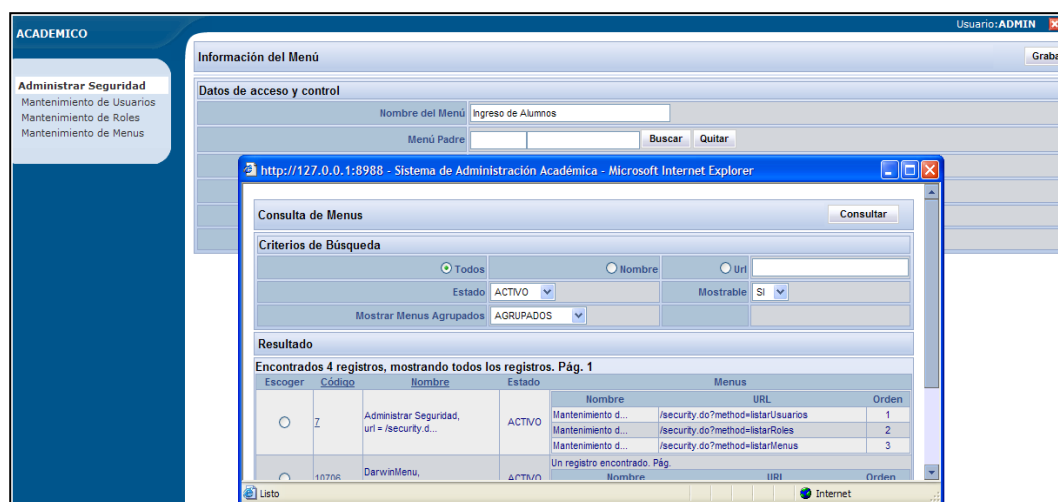 Usuario:ADMIN
ACADEMICO
Información del Menú
Administrar Seguridad
Mantenimiento de Usuarios
Mantenimiento de Roles
Mantenimiento de Menus
Datos de acceso y control
Nombre del Menú Ingreso de Alumnos
Menú Padre Buscar Quitar
http://127.0.0.1:8988 - Sistema de Administración Académica - Microsoft Internet Explorer
Consulta de Menus Consultar
Criterios de Búsqueda
Todos Nombre Url
Estado ACTIVO Mostrable SI
Mostrar Menus Agrupados AGRUPADOS
Resultado
Encontrados 4 registros, mostrando todos los registros. Pág. 1
Escoger Código Nombre Estado Menus
Nombre URL Orden
7 Administrar Seguridad, url = /security.d... ACTIVO
Mantenimiento d... /security.do?method=listarUsuarios 1
Mantenimiento d... /security.do?method=listarRoles 2
Mantenimiento d... /security.do?method=listarMenus 3
10706 DarwinMenu, ACTIVO
Un registro encontrado. Pág.
Nombre URL Orden
Listo Internet